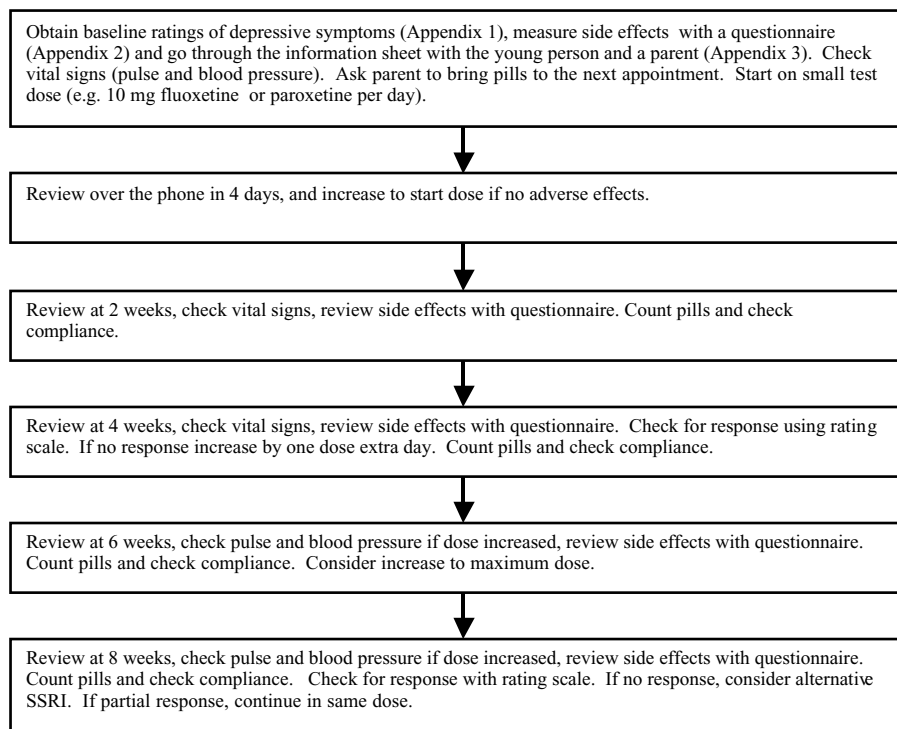 Obtain baseline ratings of depressive symptoms (Appendix 1), measure side effects with a questionnaire
(Appendix 2) and go through the information sheet with the young person and a parent (Appendix 3). Check
vital signs (pulse and blood pressure). Ask parent to bring pills to the next appointment. Start on small test
dose (e.g. 10 mg fluoxetine or paroxetine per day).
Review over the phone in 4 days, and increase to start dose if no adverse effects.
Review at 2 weeks, check vital signs, review side effects with questionnaire. Count pills and check
compliance.
Review at 4 weeks, check vital signs, review side effects with questionnaire. Check for response using rating
scale. If no response increase by one dose extra day. Count pills and check compliance.
Review at 6 weeks, check pulse and blood pressure if dose increased, review side effects with questionnaire.
Count pills and check compliance. Consider increase to maximum dose.
Review at 8 weeks, check pulse and blood pressure if dose increased, review side effects with questionnaire.
Count pills and check compliance. Check for response with rating scale. If no response, consider alternative
SSRI. If partial response, continue in same dose.